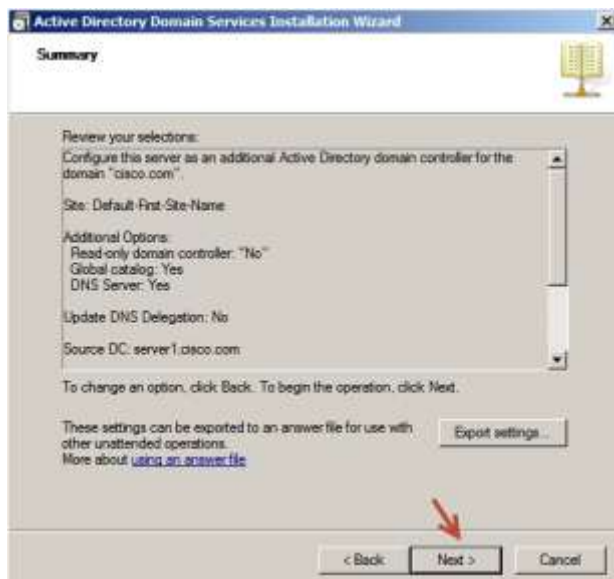 Active Directory Domain Services Installation Wizard
Summary
Review your selections:
Configure this server as an additional Active Directory domain controller for the
domain "cisco.com".
Site: Default-First-Site-Name
Additional Options:
Read-only domain controller: "No"
Global catalog: Yes
DNS Server: Yes
Update DNS Delegation: No
Source DC: server1.cisco.com
To change an option, click Back. To begin the operation, click Next.
These settings can be exported to an answer file for use with
other unattended operations.
More about using an answer file
Export settings...
< Back
Next >
Cancel